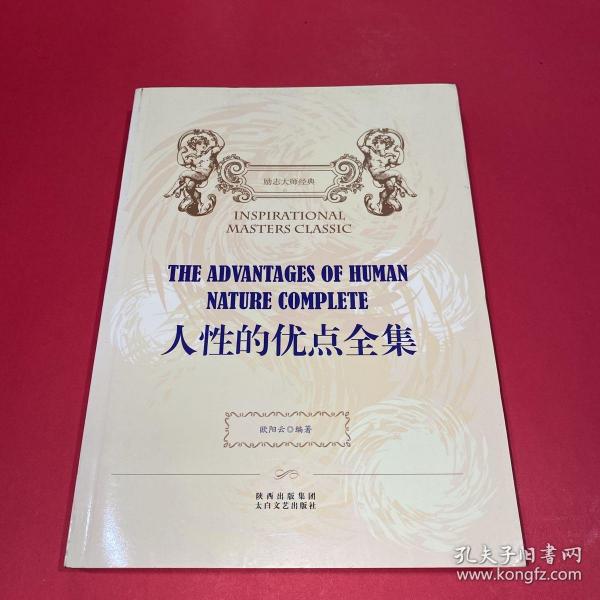 励志大师经典
INSPIRATIONAL
MASTERS CLASSIC
THE ADVANTAGES OF HUMAN
NATURE COMPLETE
人性的优点全集
欧阳云◎编著
陕西出版集团
太白文艺出版社
孔夫子旧书网
www.kongfz.com